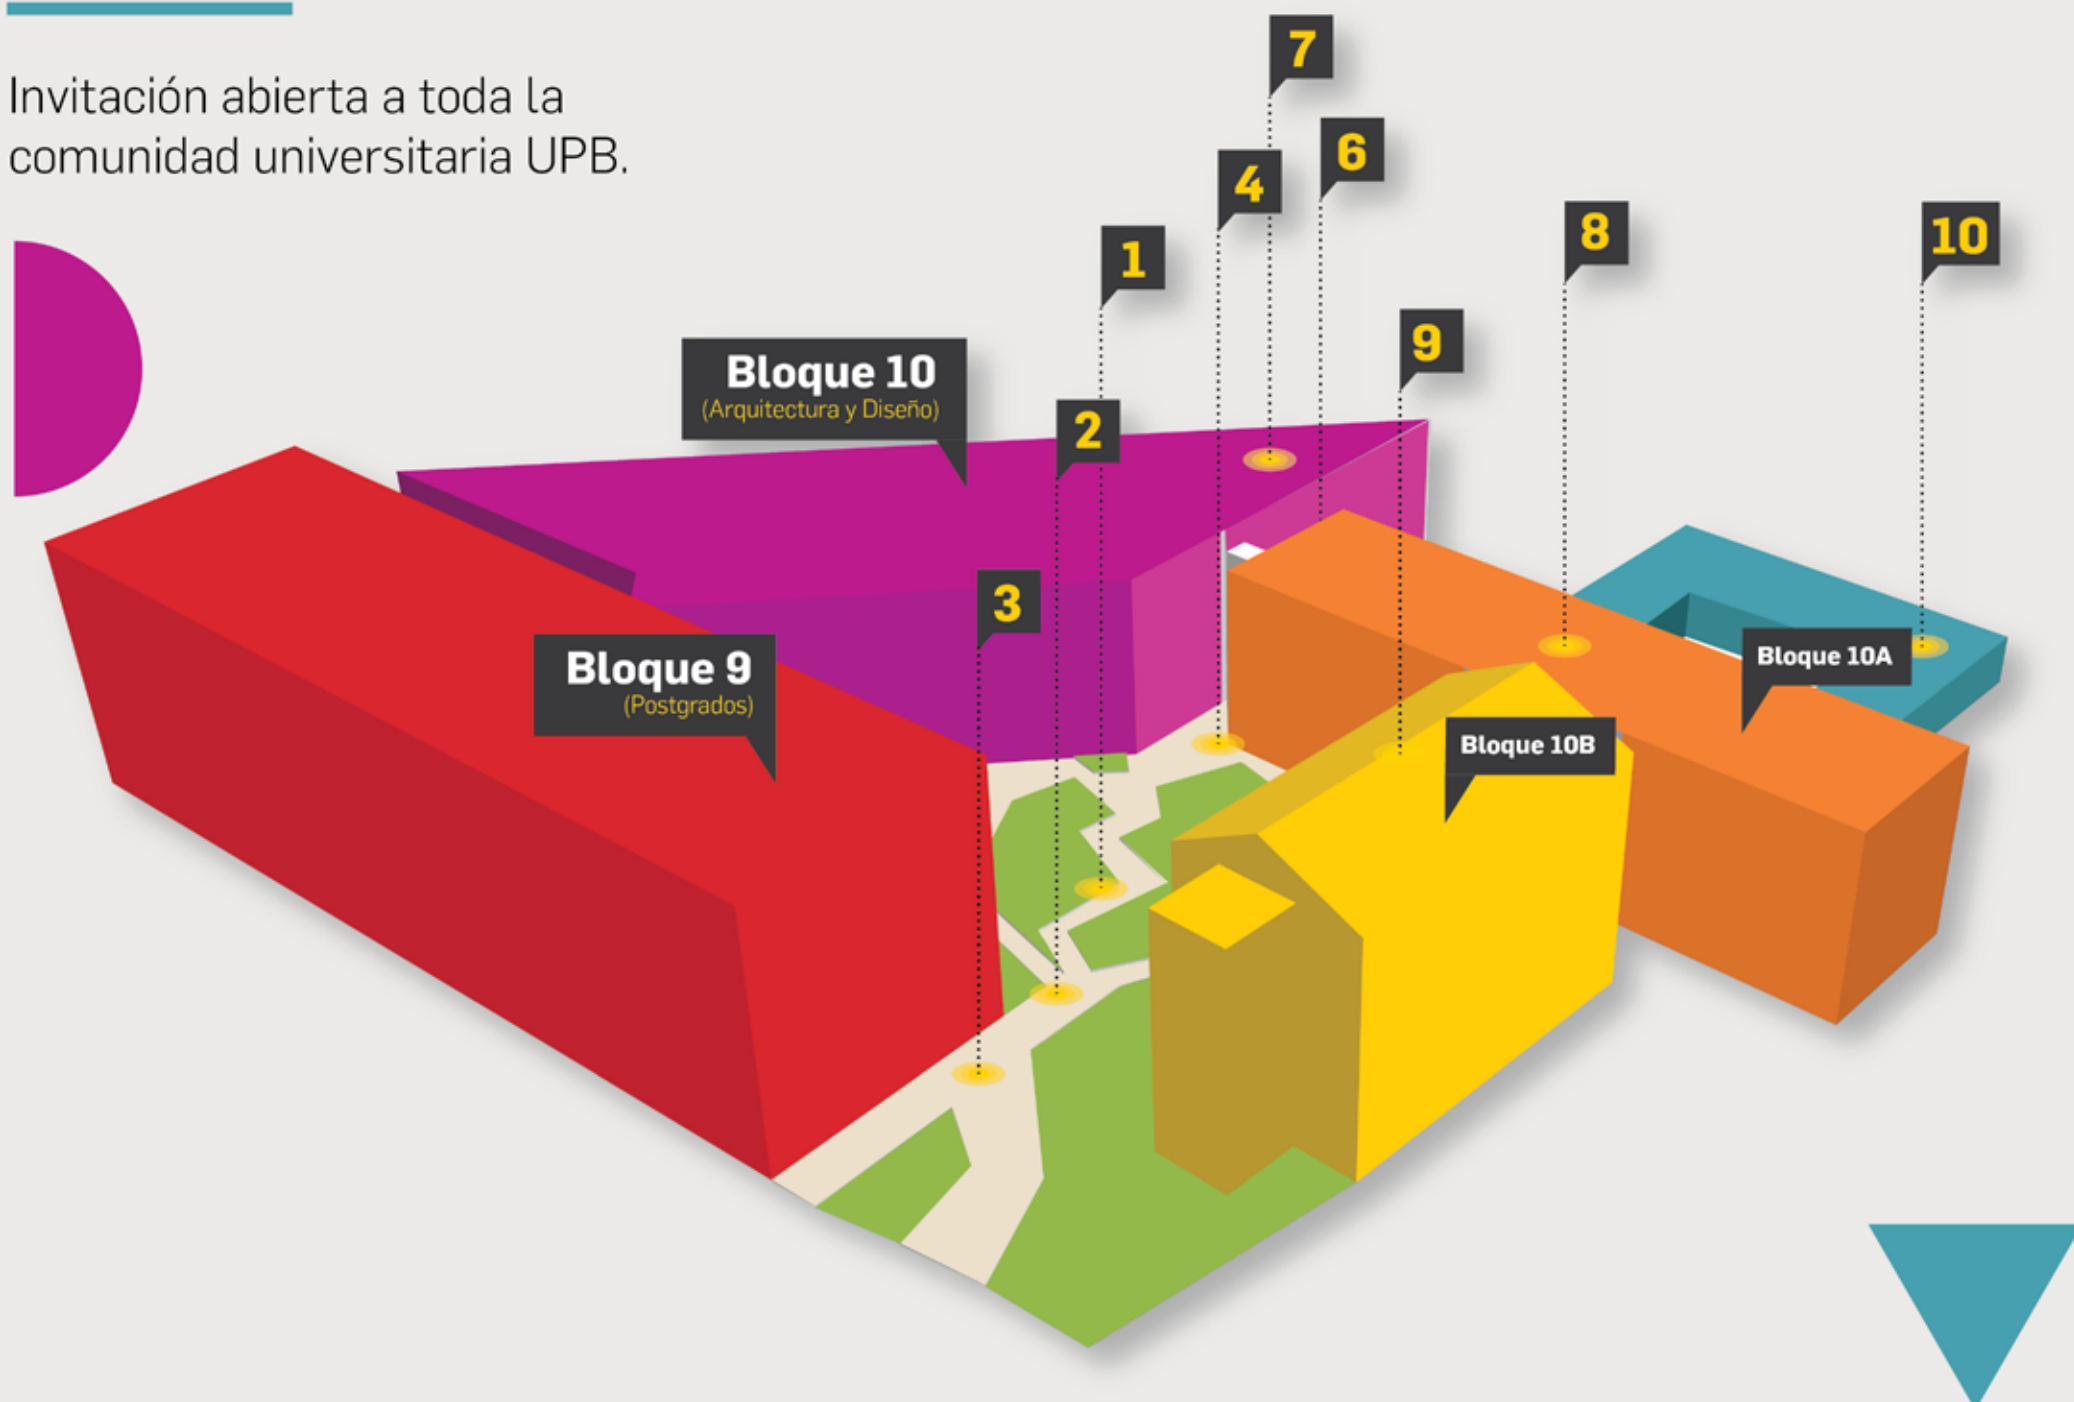 Invitación abierta a toda la
comunidad universitaria UPB.
7
6
4
1
8
10
9
Bloque 10
(Arquitectura y Diseño)
2
3
Bloque 9
(Postgrados)
Bloque 10A
Bloque 10B